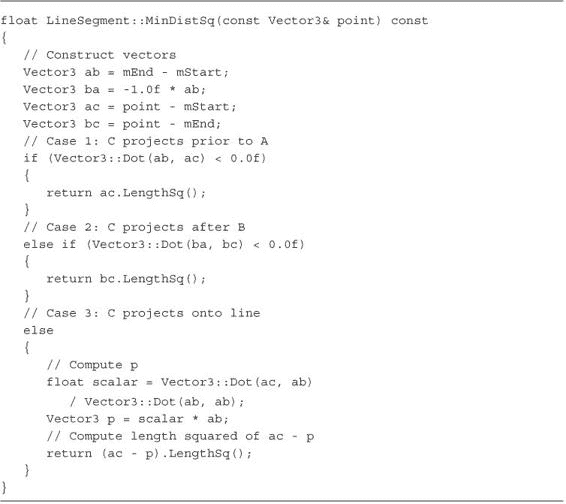 float LineSegment::MinDistSq(const Vector3& point) const
{
   // Construct vectors
   Vector3 ab = mEnd - mStart;
   Vector3 ba = -1.0f * ab;
   Vector3 ac = point - mStart;
   Vector3 bc = point - mEnd;
   // Case 1: C projects prior to A
   if (Vector3::Dot(ab, ac) < 0.0f)
   {
      return ac.LengthSq();
   }
   // Case 2: C projects after B
   else if (Vector3::Dot(ba, bc) < 0.0f)
   {
      return bc.LengthSq();
   }
   // Case 3: C projects onto line
   else
   {
      // Compute p
      float scalar = Vector3::Dot(ac, ab)
         / Vector3::Dot(ab, ab);
      Vector3 p = scalar * ab;
      // Compute length squared of ac - p
      return (ac - p).LengthSq();
   }
}